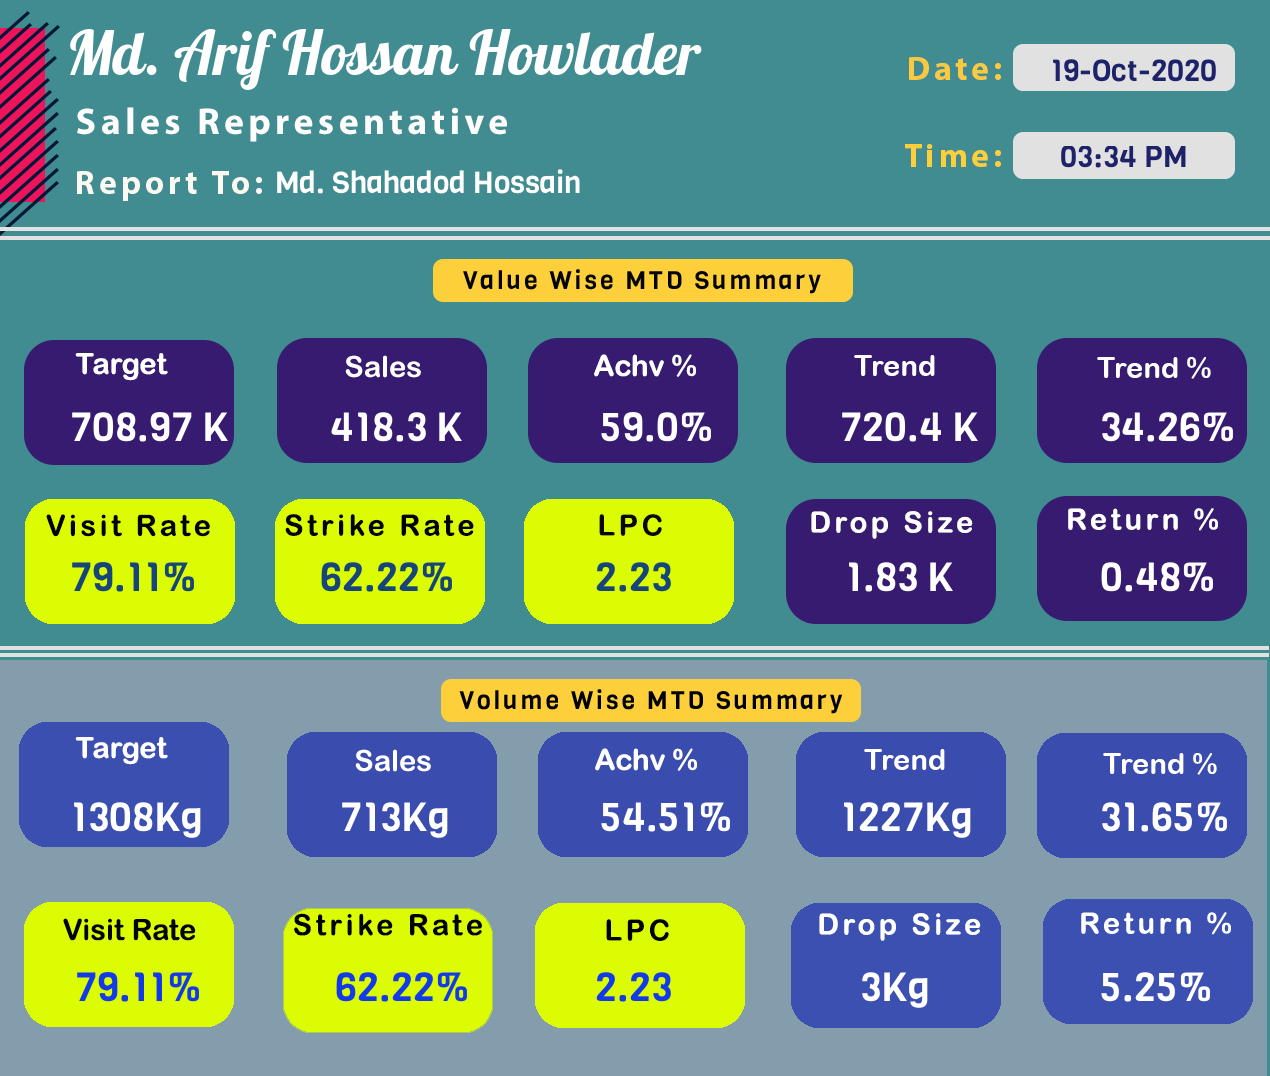 Md. Arif Hossan Howlader
Sales Representative
Report To: Md. Shahadod Hossain
Date: 19-Oct-2020
Time: 03:34 PM
Value Wise MTD Summary
Target
708.97 K
Sales
418.3 K
Achv %
59.0%
Trend
720.4 K
Trend %
34.26%
Visit Rate
79.11%
Strike Rate
62.22%
LPC
2.23
Drop Size
1.83 K
Return %
0.48%
Volume Wise MTD Summary
Target
1308Kg
Sales
713Kg
Achv %
54.51%
Trend
1227Kg
Trend %
31.65%
Visit Rate
79.11%
Strike Rate
62.22%
LPC
2.23
Drop Size
3Kg
Return %
5.25%